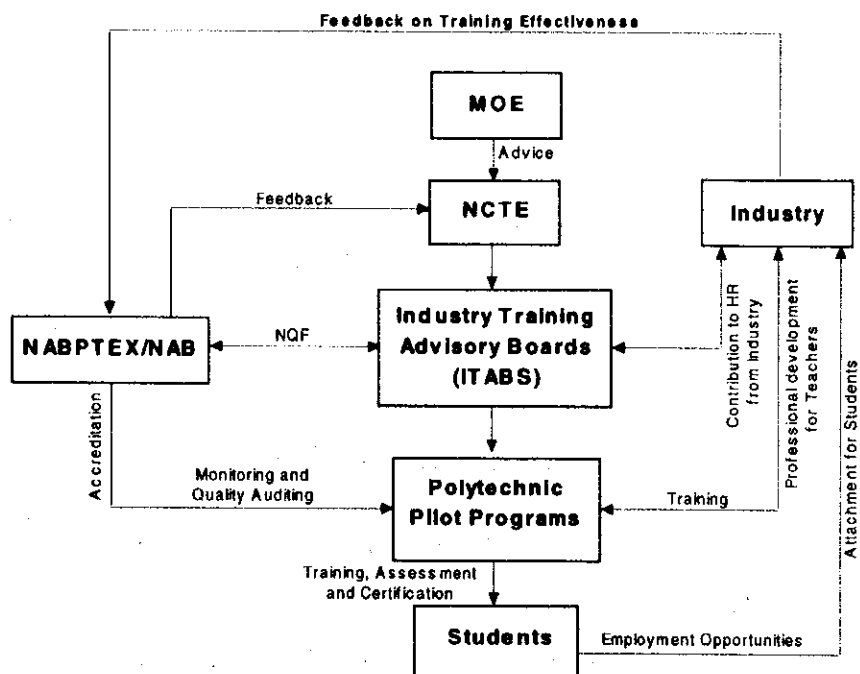 Feedback on Training Effectiveness
MOE
Advice
Feedback
NCTE
Industry
NABPTEX/NAB
NQF
Industry Training
Advisory Boards
(ITABS)
Contribution to HR
from Industry
Professional development
for Teachers
Attachment for Students
Accreditation
Monitoring and
Quality Auditing
Polytechnic
Pilot Programs
Training
Training, Assessment
and Certification
Students
Employment Opportunities